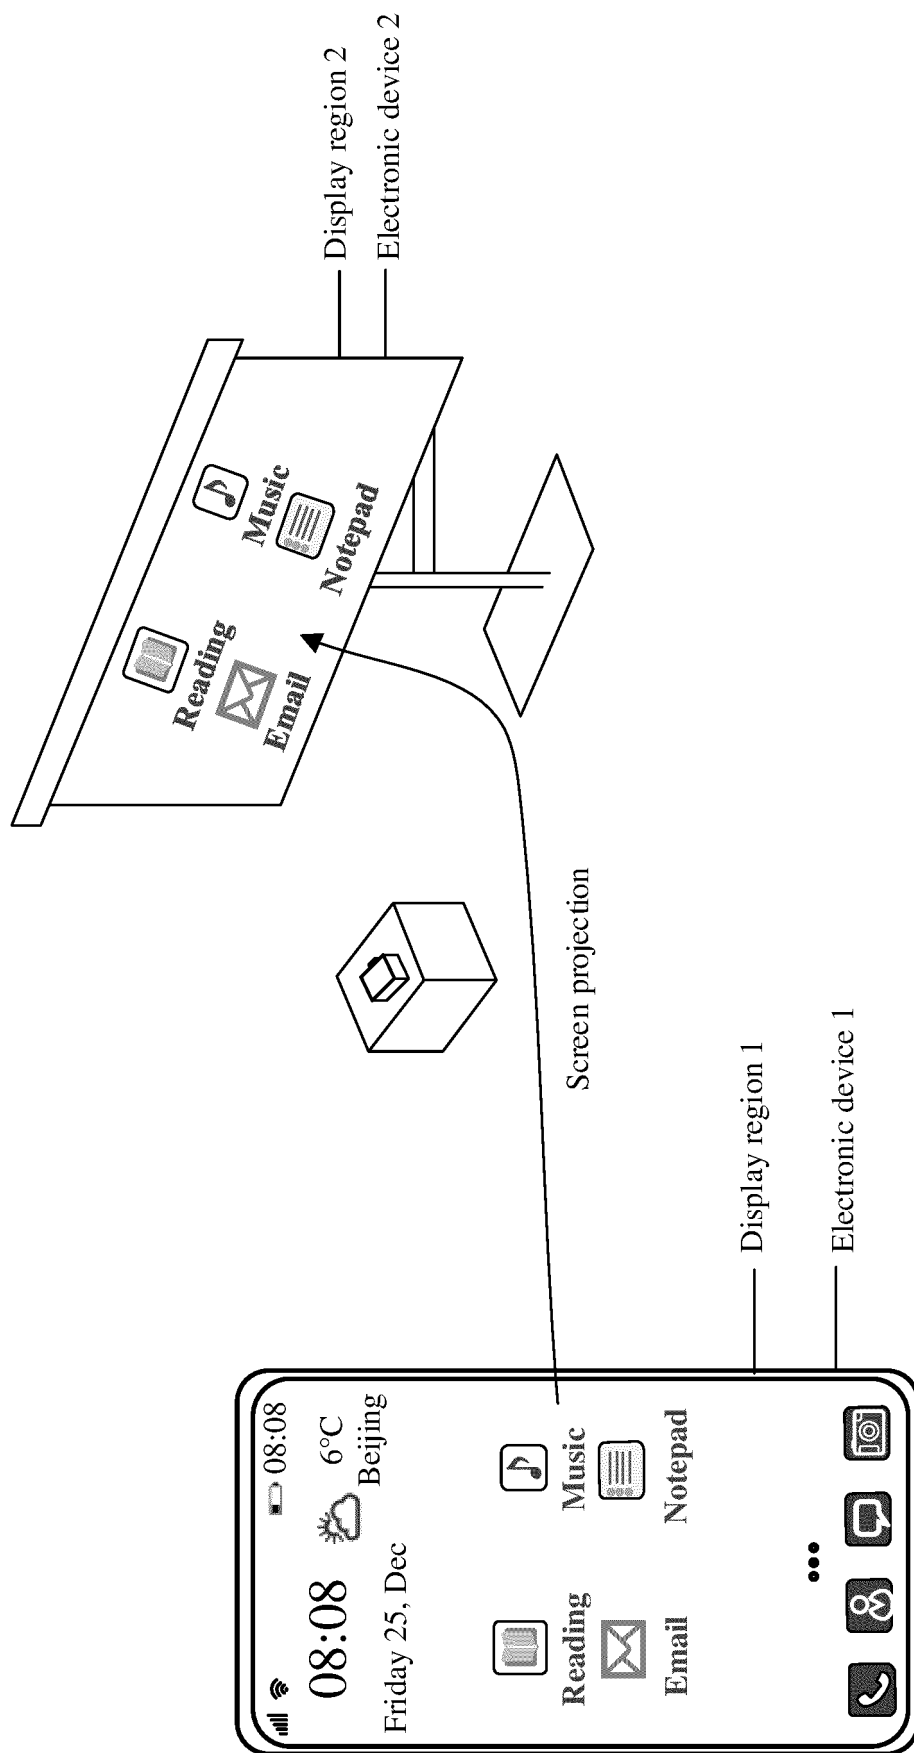 08:08
08:08
6°C
Beijing
Friday 25, Dec
Reading
Music
Email
Notepad
Display region 1
Electronic device 1
Screen projection
Reading
Music
Email
Notepad
Display region 2
Electronic device 2